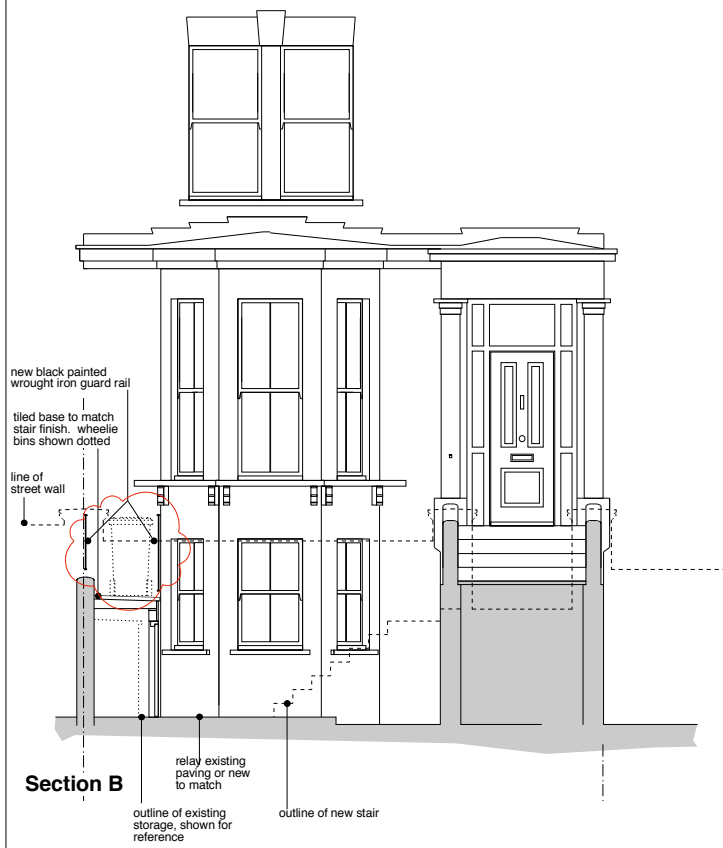 new black painted
wrought iron guard rail
tiled base to match
stair finish. wheelie
bins shown dotted
line of
street wall
Section B
relay existing
paving or new
to match
outline of existing
storage, shown for
reference
outline of new stair